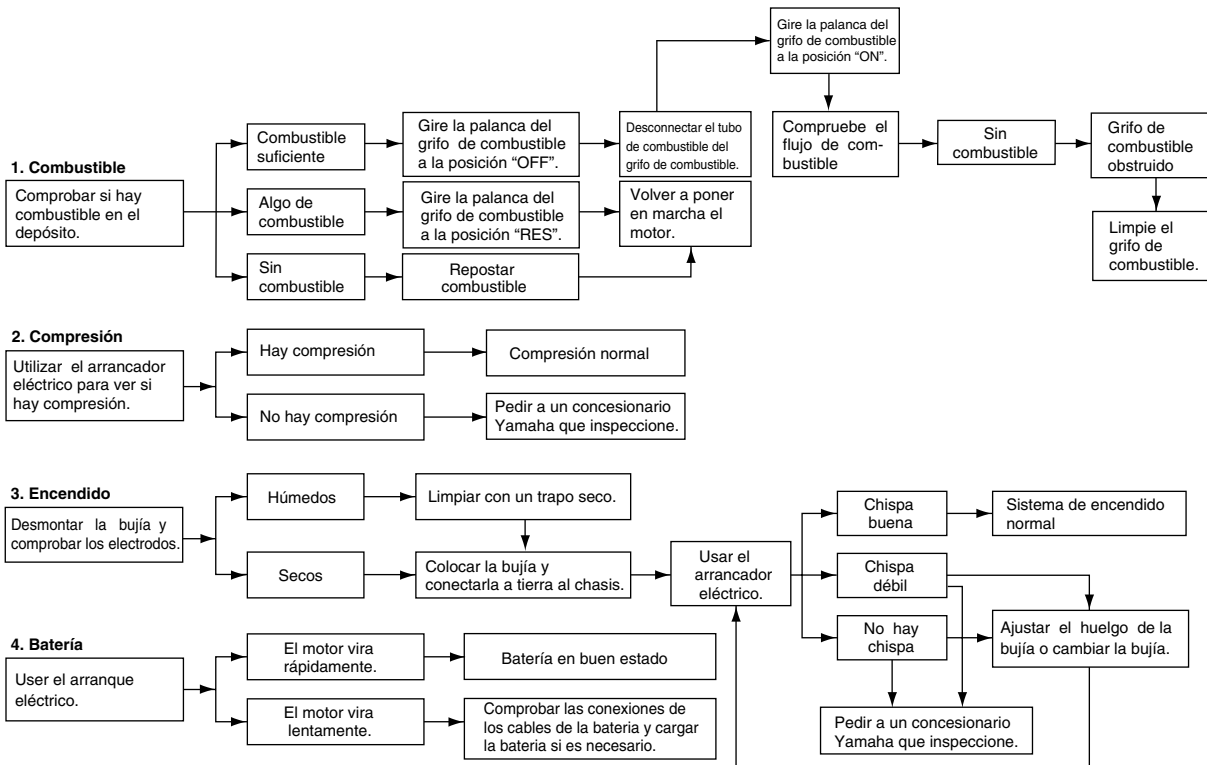 1. Combustible
Comprobar si hay
combustible en el
depósito.
Combustible
suficiente
Gire la palanca del
grifo de combustible
a la posición “OFF”.
Desconnectar el tubo
de combustible del
grifo de combustible.
Gire la palanca del
grifo de combustible
a la posición “ON”.
Compruebe el
flujo de com-
bustible
Sin
combustible
Grifo de
combustible
obstruido
Limpie el
grifo de
combustible.
Algo de
combustible
Gire la palanca del
grifo de combustible
a la posición “RES”.
Volver a poner
en marcha el
motor.
Sin
combustible
Repostar
combustible
2. Compresión
Utilizar el arrancador
eléctrico para ver si
hay compresión.
Hay compresión
Compresión normal
No hay compresión
Pedir a un concesionario
Yamaha que inspeccione.
3. Encendido
Desmontar la bujía y
comprobar los electrodos.
Húmedos
Limpiar con un trapo seco.
Secos
Colocar la bujía y
conectarla a tierra al chasis.
Usar el
arrancador
eléctrico.
Chispa
buena
Sistema de encendido
normal
Chispa
débil
No hay
chispa
Ajustar el huelgo de la
bujía o cambiar la bujía.
Pedir a un concesionario
Yamaha que inspeccione.
4. Batería
User el arranque
eléctrico.
El motor vira
rápidamente.
Batería en buen estado
El motor vira
lentamente.
Comprobar las conexiones de
los cables de la bateria y cargar
la bateria si es necesario.